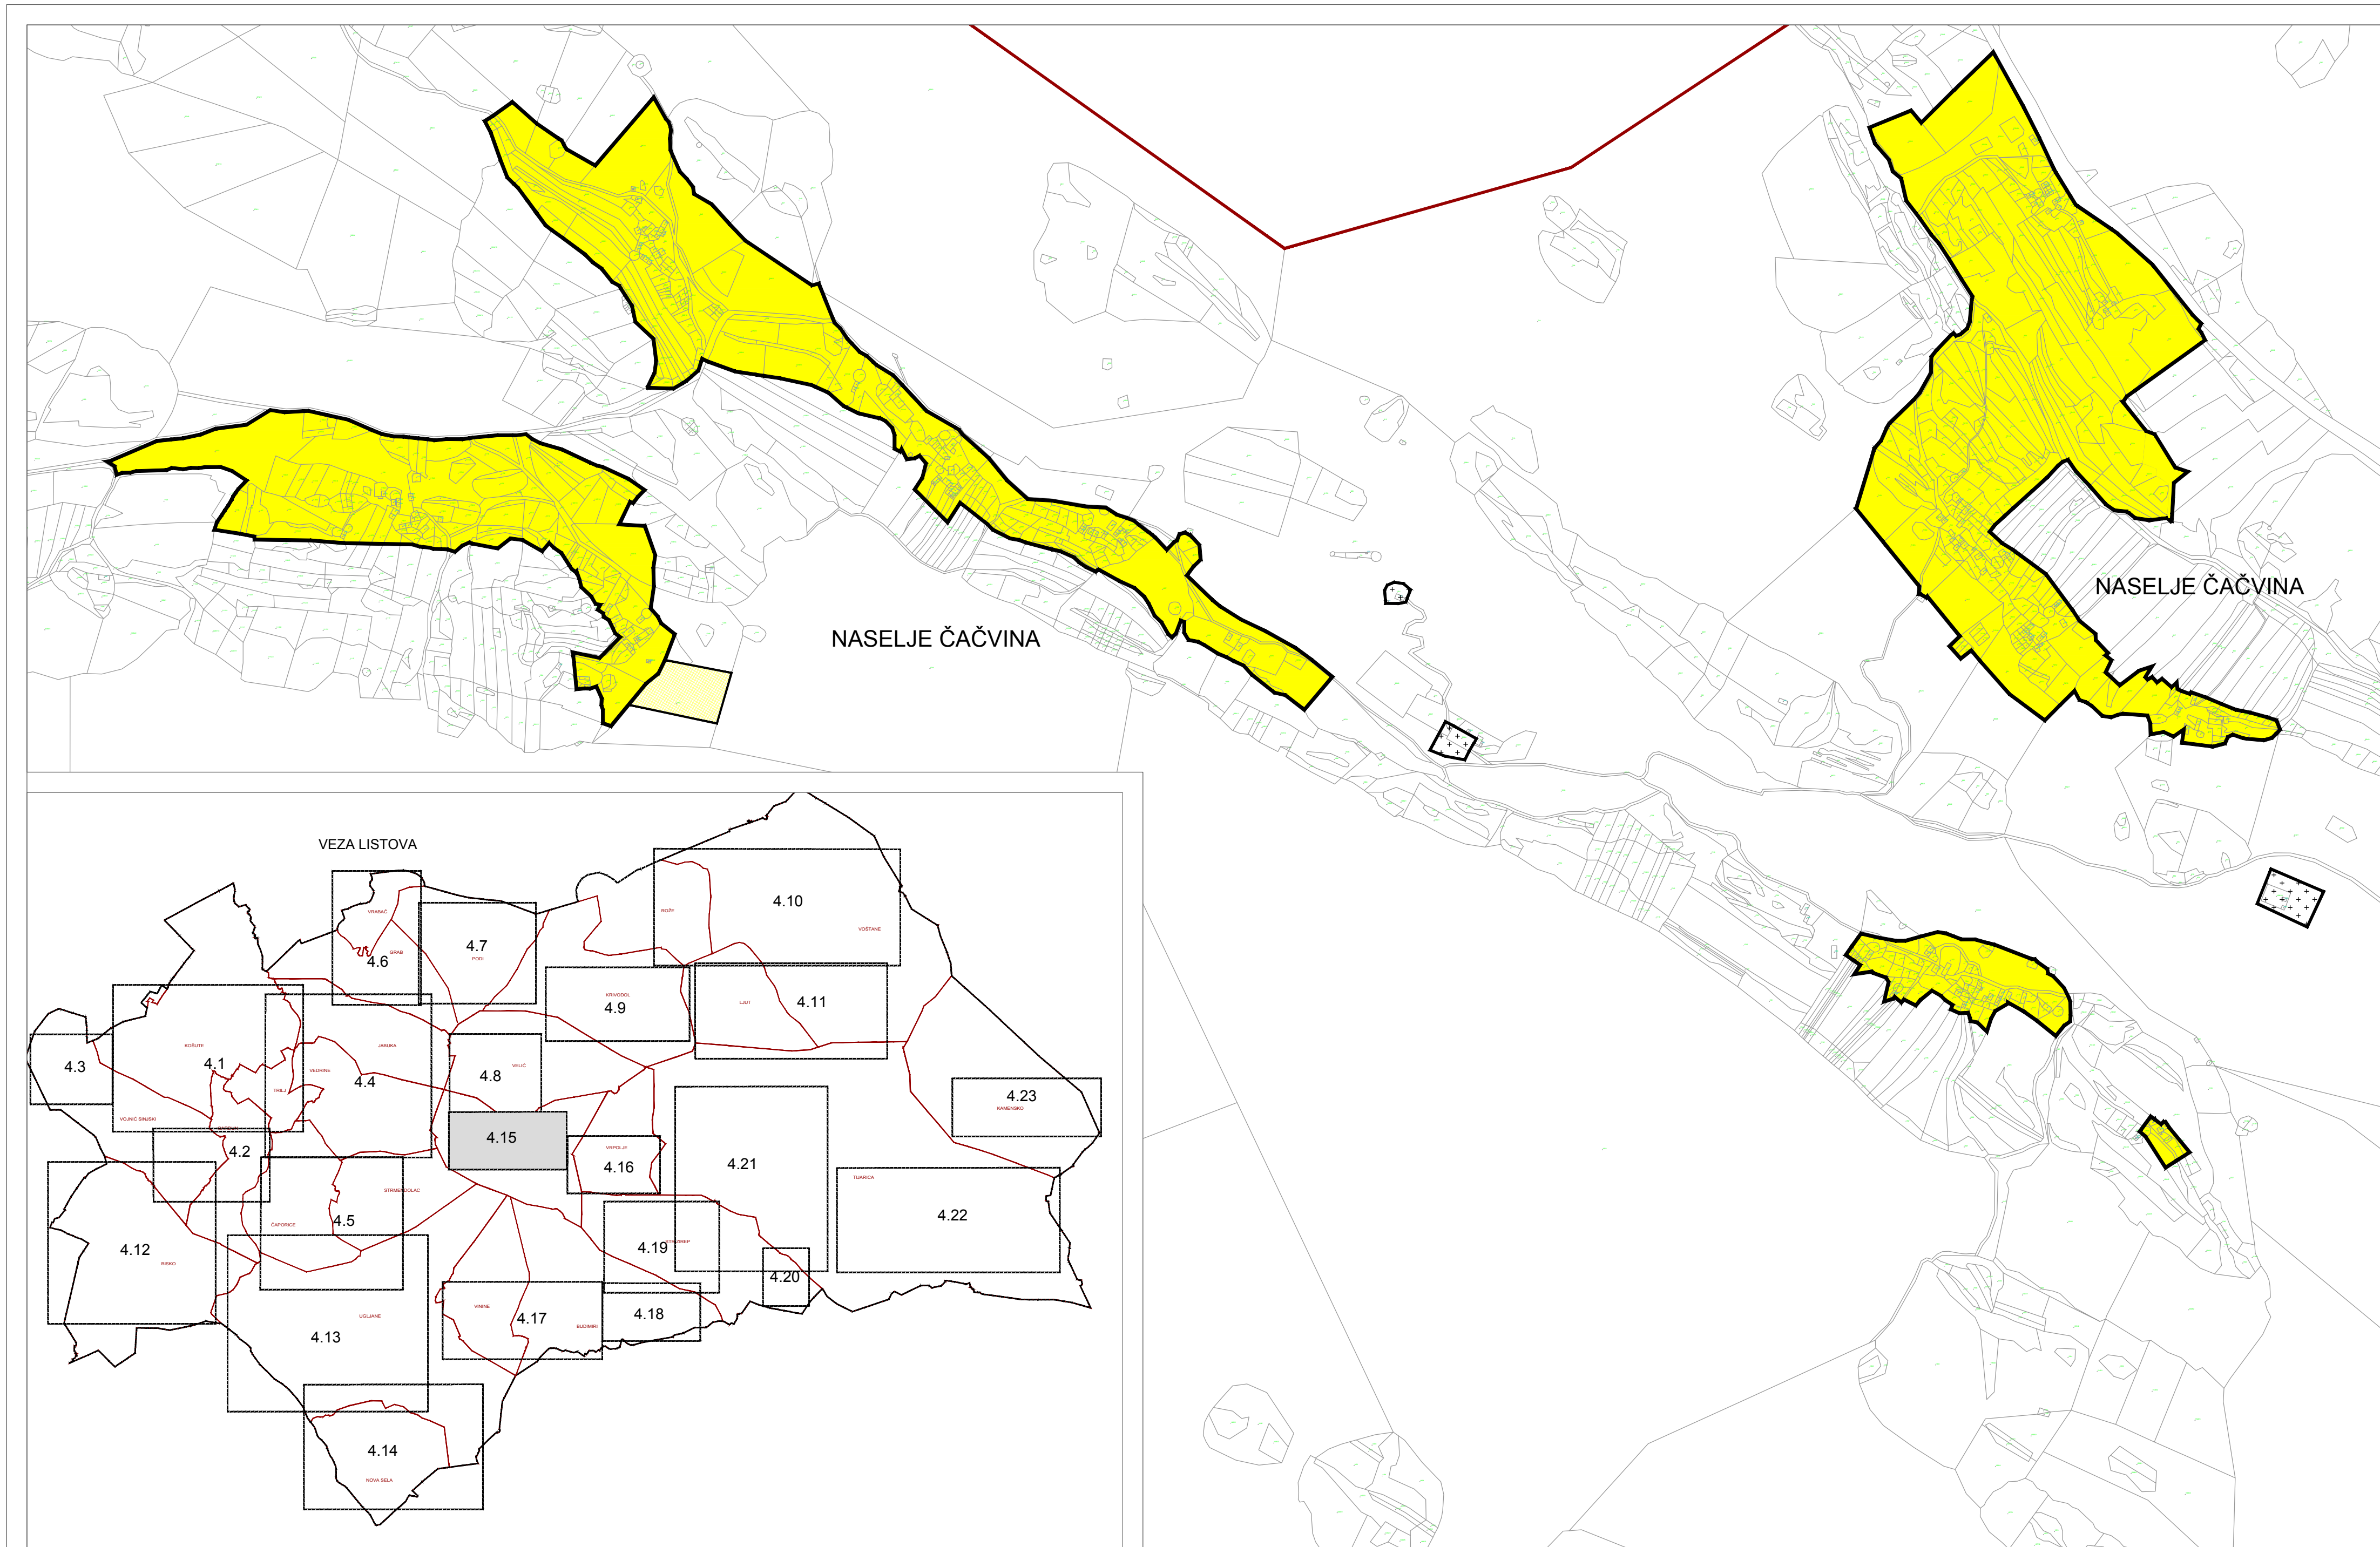 NASELJE ČAČVINA
NASELJE ČAČVINA
VEZA LISTOVA
4.10
ROŽE
VOŠTANE
VRABAČ
4.7
GRAB
PODI
4.6
KRIVODOL
4.9
LJUT
4.11
KOŠUTE
JABUKA
4.1
4.3
VEDRINE
4.4
TRILJ
4.8
VELIĆ
4.23
KAMENSKO
VOJNIĆ SINJSKI
4.15
4.2
VRPOLJE
4.16
4.21
TIJARICA
STRMENDOLAC
4.22
4.5
ČAPORICE
4.12
BISKO
4.19
4.20
UGLJANE
4.13
VININE
4.17
BUDIMIRI
4.18
4.14
NOVA SELA